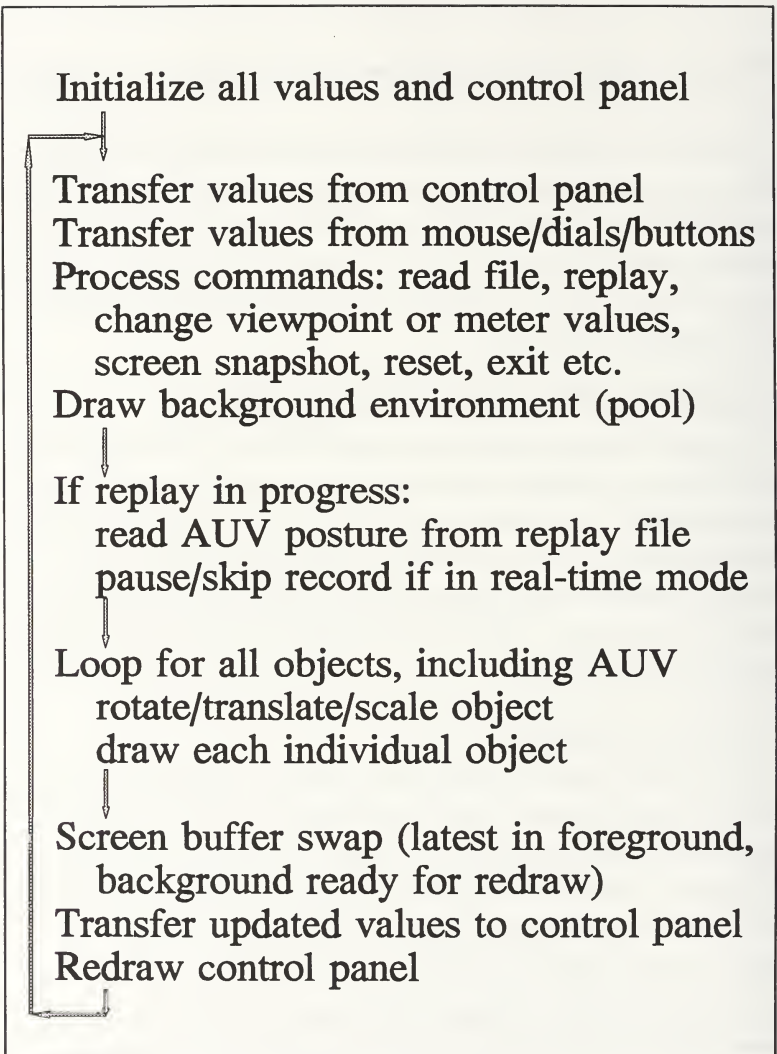 Initialize all values and control panel
Transfer values from control panel
Transfer values from mouse/dials/buttons
Process commands: read file, replay,
change viewpoint or meter values,
screen snapshot, reset, exit etc.
Draw background environment (pool)
If replay in progress:
read AUV posture from replay file
pause/skip record if in real-time mode
Loop for all objects, including AUV
rotate/translate/scale object
draw each individual object
Screen buffer swap (latest in foreground,
background ready for redraw)
Transfer updated values to control panel
Redraw control panel